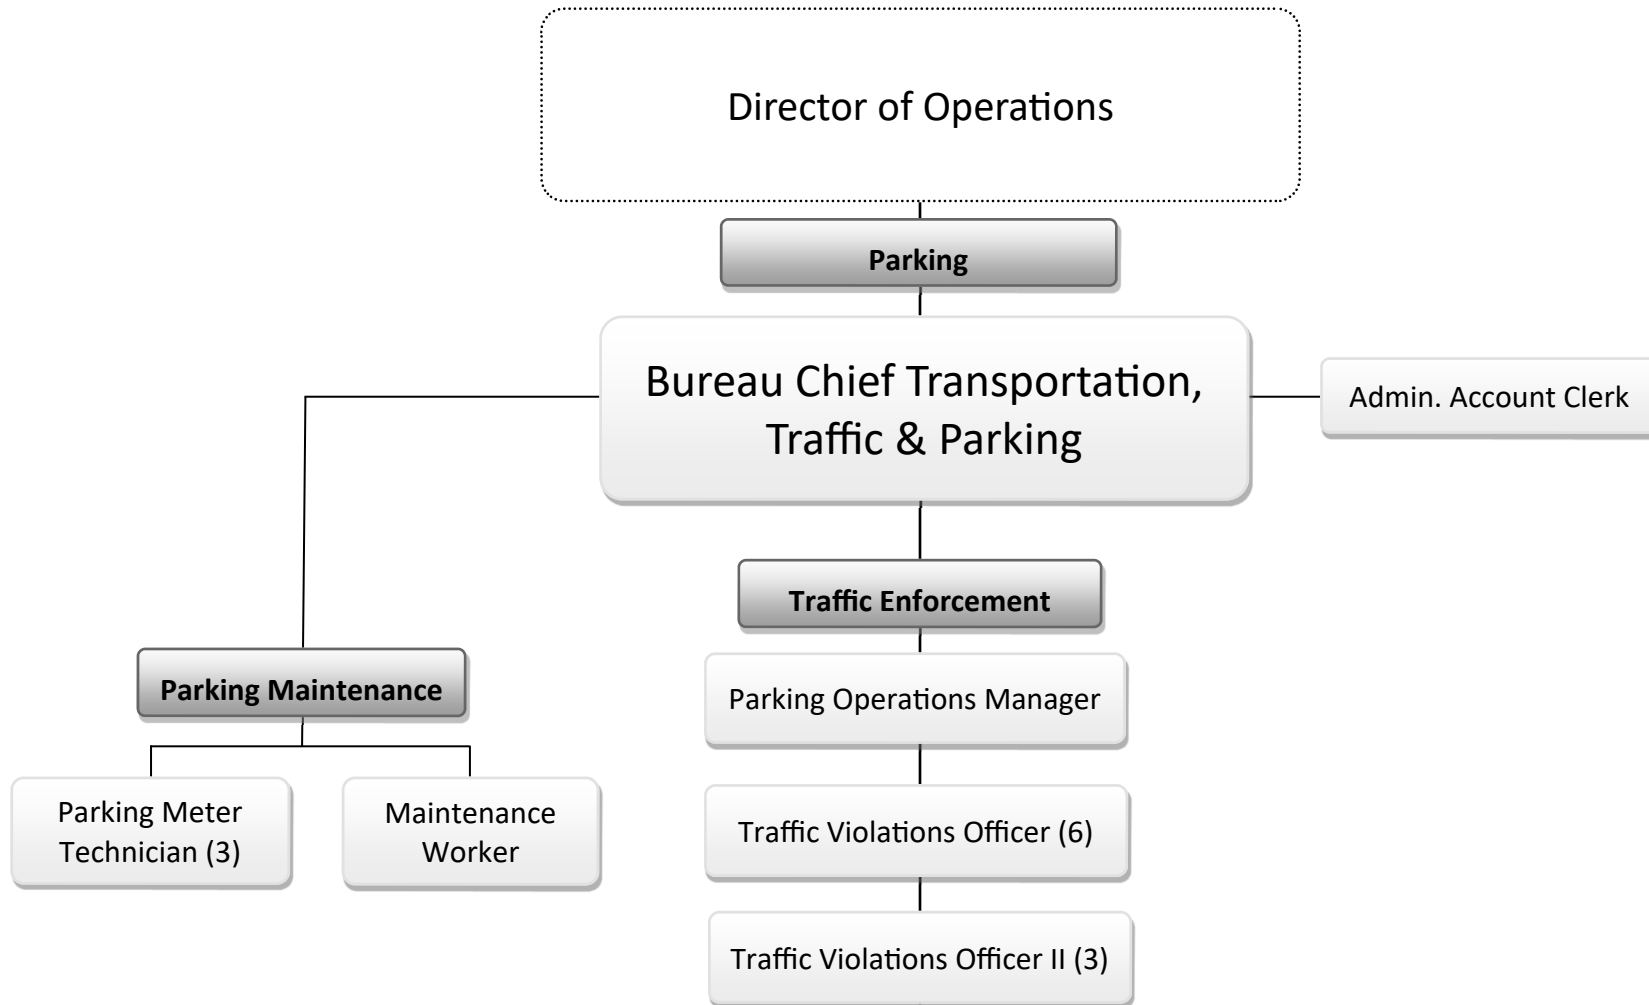 Director of Operations
Parking
Bureau Chief Transportation,
Traffic & Parking
Admin. Account Clerk
Traffic Enforcement
Parking Maintenance
Parking Operations Manager
Parking Meter
Technician (3)
Maintenance
Worker
Traffic Violations Officer (6)
Traffic Violations Officer II (3)